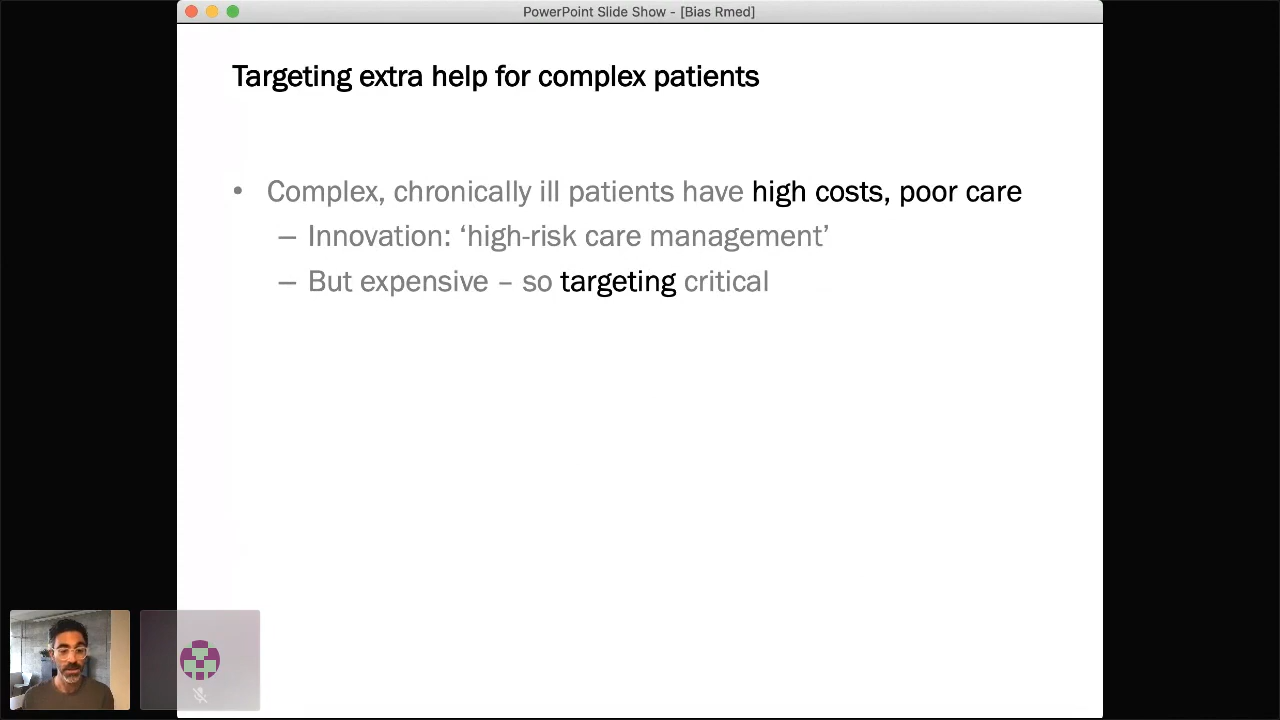 PowerPoint Slide Show - [Bias Rmed]
Targeting extra help for complex patients
• Complex, chronically ill patients have high costs, poor care
– Innovation: ‘high-risk care management’
– But expensive – so targeting critical